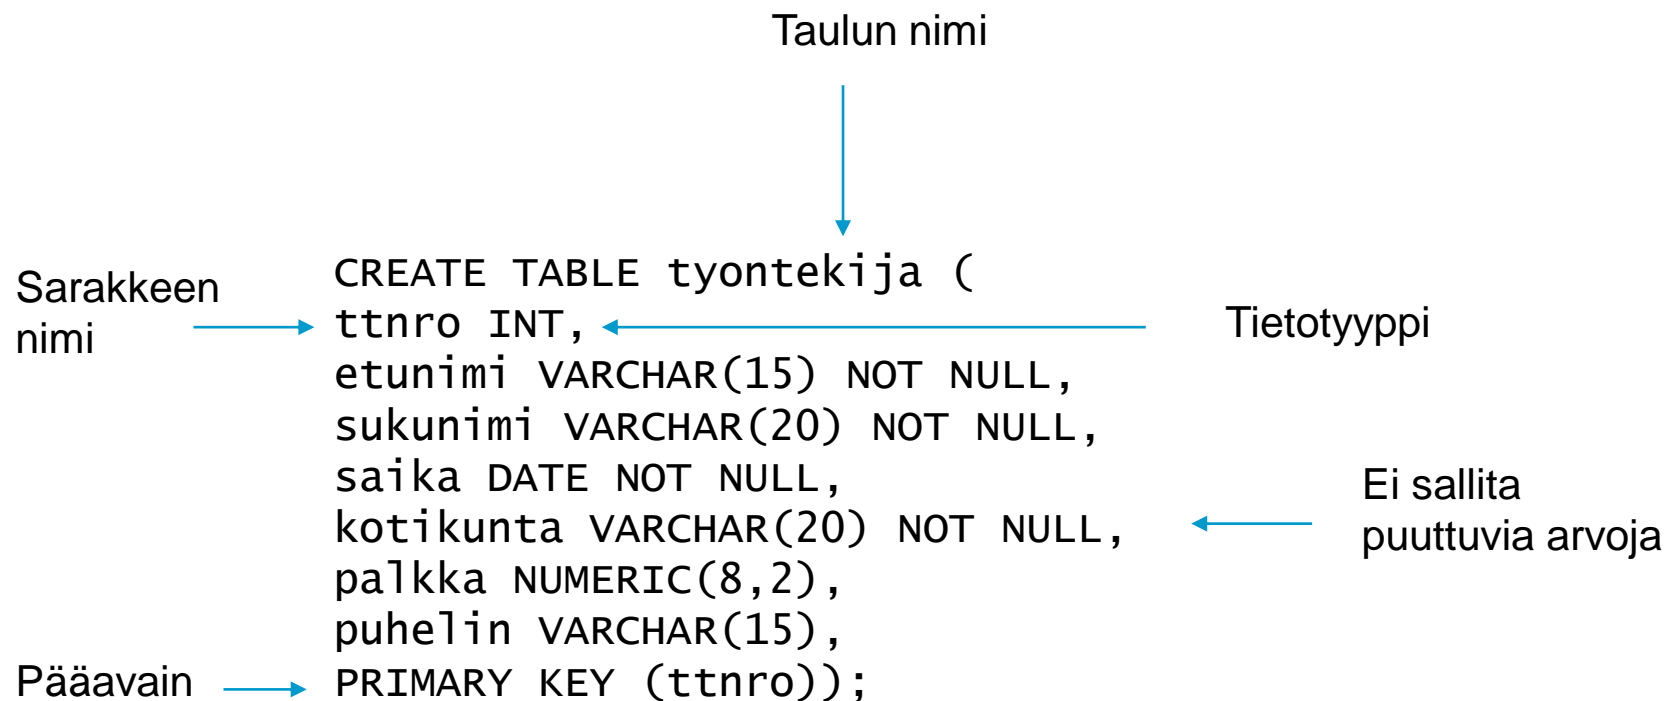 Taulun nimi
Sarakkeen
nimi
CREATE TABLE tyontekija (
ttnro INT,
Tietotyyppi
etunimi VARCHAR(15) NOT NULL,
sukunimi VARCHAR(20) NOT NULL,
saika DATE NOT NULL,
kotikunta VARCHAR(20) NOT NULL,
Ei sallita
puuttuvia arvoja
palkka NUMERIC(8,2),
puhelin VARCHAR(15),
Pääavain
PRIMARY KEY (ttnro));